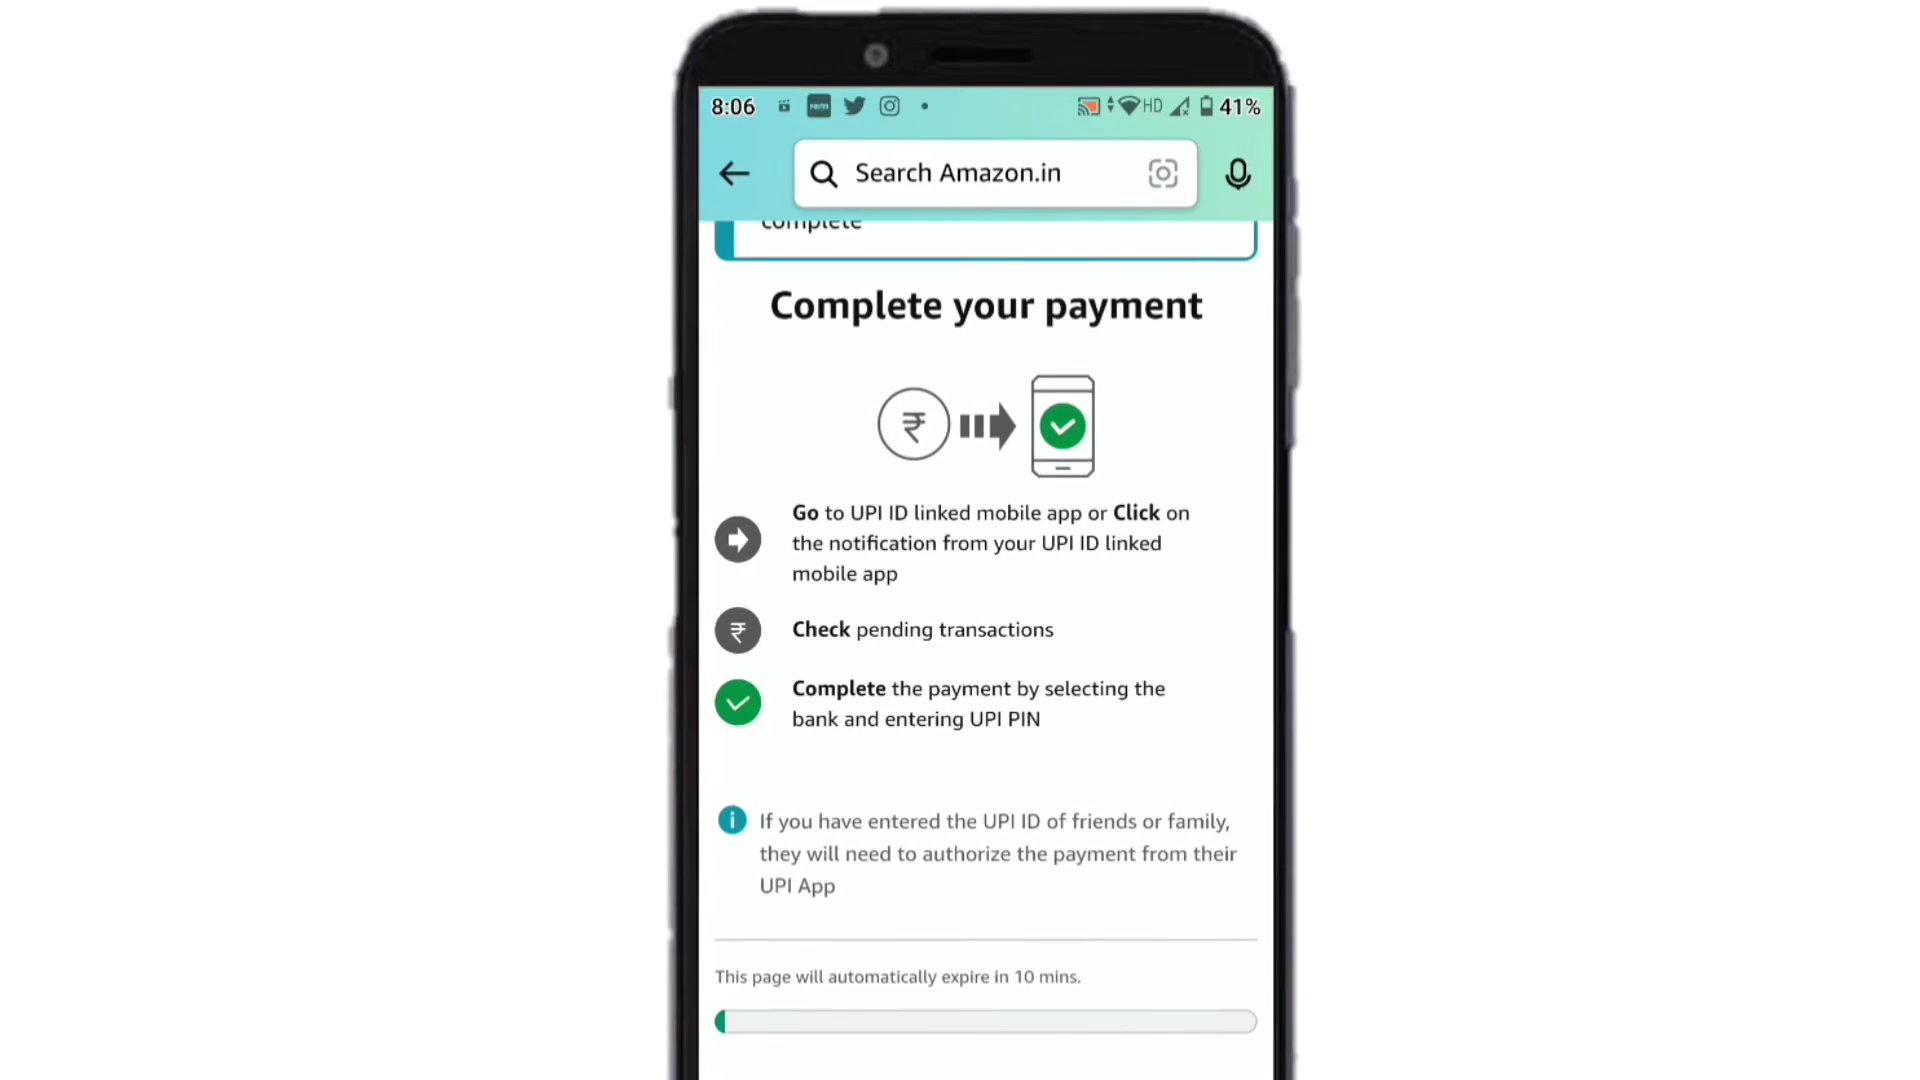 8:06
paytm
HD
41%
Search Amazon.in
complete
Complete your payment
₹
Go to UPI ID linked mobile app or Click on
the notification from your UPI ID linked
mobile app
₹
Check pending transactions
Complete the payment by selecting the
bank and entering UPI PIN
i
If you have entered the UPI ID of friends or family,
they will need to authorize the payment from their
UPI App
This page will automatically expire in 10 mins.